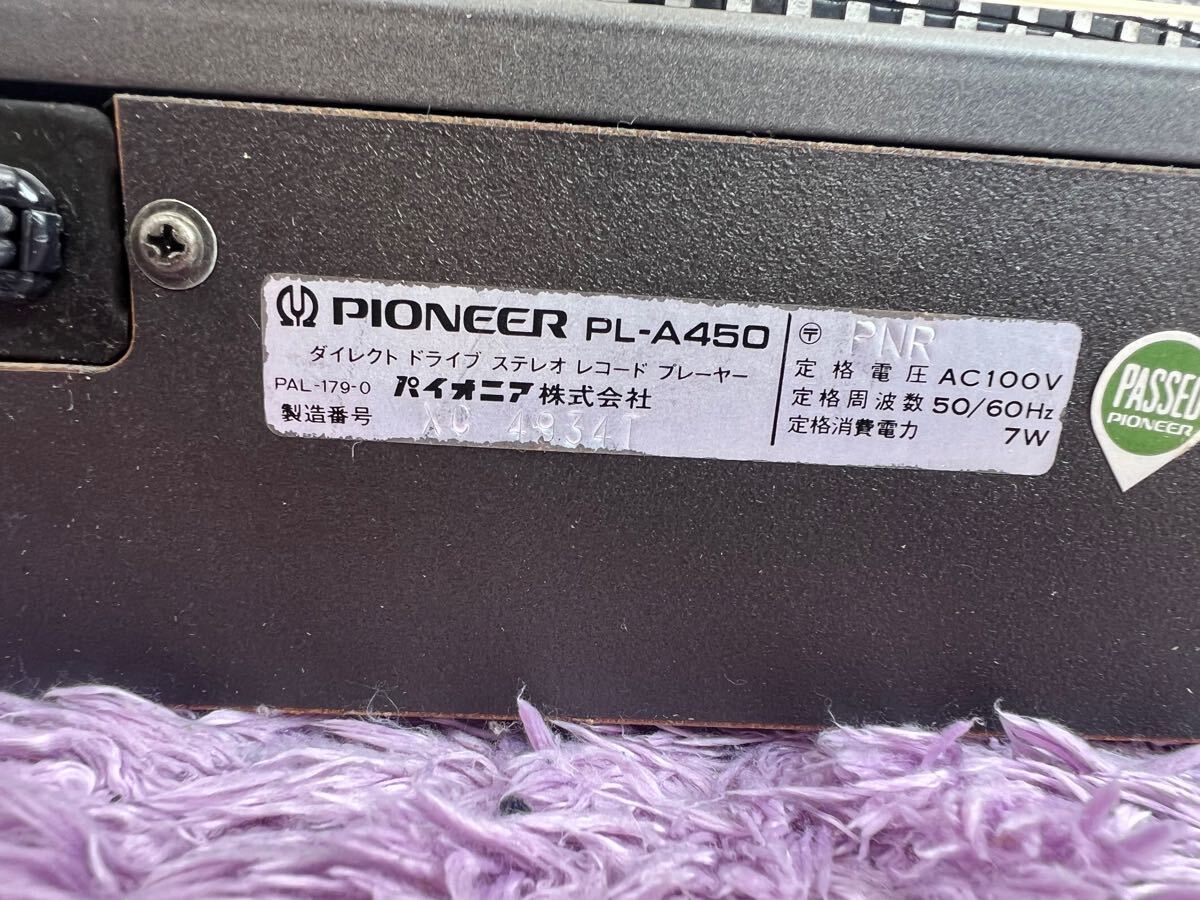 PIONEER PL-A450
ダイレクト ドライブ ステレオ レコード プレーヤー
PAL-179-0 パイオニア株式会社
製造番号 XC 4934T
〒 PNR
定格電圧 AC100V
定格周波数 50/60Hz
定格消費電力 7W
PASSED
PIONEER